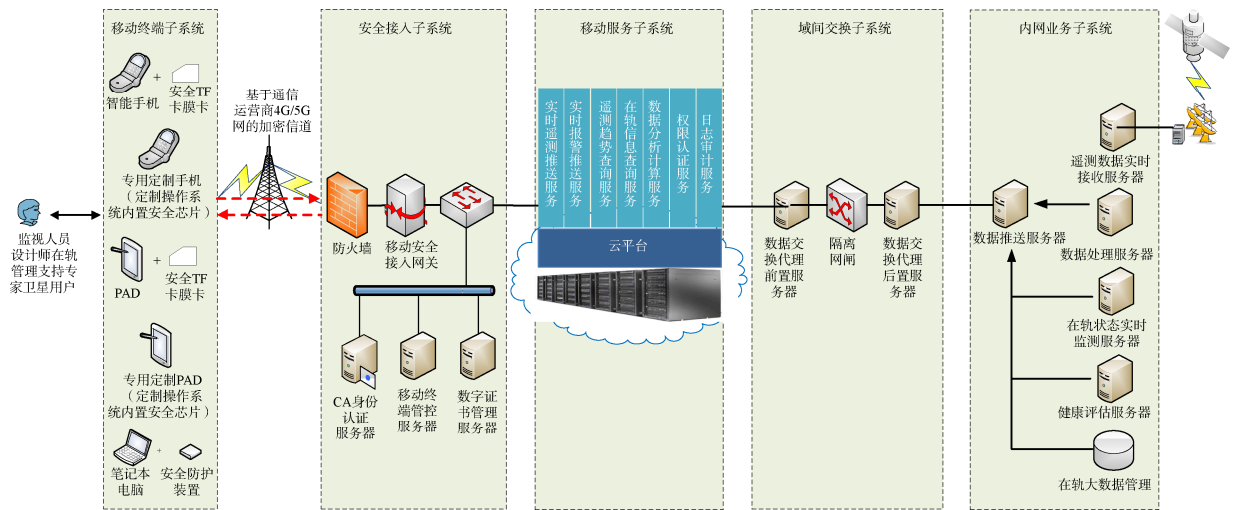 移动终端子系统
智能手机
+
安全TF
卡膜卡
专用定制手机
（定制操作系
统内置安全芯片）
PAD
+
安全TF
卡膜卡
专用定制PAD
（定制操作系
统内置安全芯片）
笔记本
电脑
+
安全防护
装置
监视人员
设计师在轨
管理支持专
家卫星用户
基于通信
运营商4G/5G
网的加密信道
安全接入子系统
防火墙
移动安全
接入网关
CA身份
认证
服务器
移动终
端管控
服务器
数字证
书管理
服务器
移动服务子系统
实时遥测推送服务
实时报警推送服务
遥测趋势查询服务
在轨信息查询服务
数据分析计算服务
权限认证服务
日志审计服务
云平台
域间交换子系统
数据交
换代理
前置服
务器
隔离
网闸
数据交
换代理
后置服
务器
内网业务子系统
遥测数据实时
接收服务器
数据推送服务器
数据处理服务器
在轨状态实时
监测服务器
健康评估服务器
在轨大数据管理